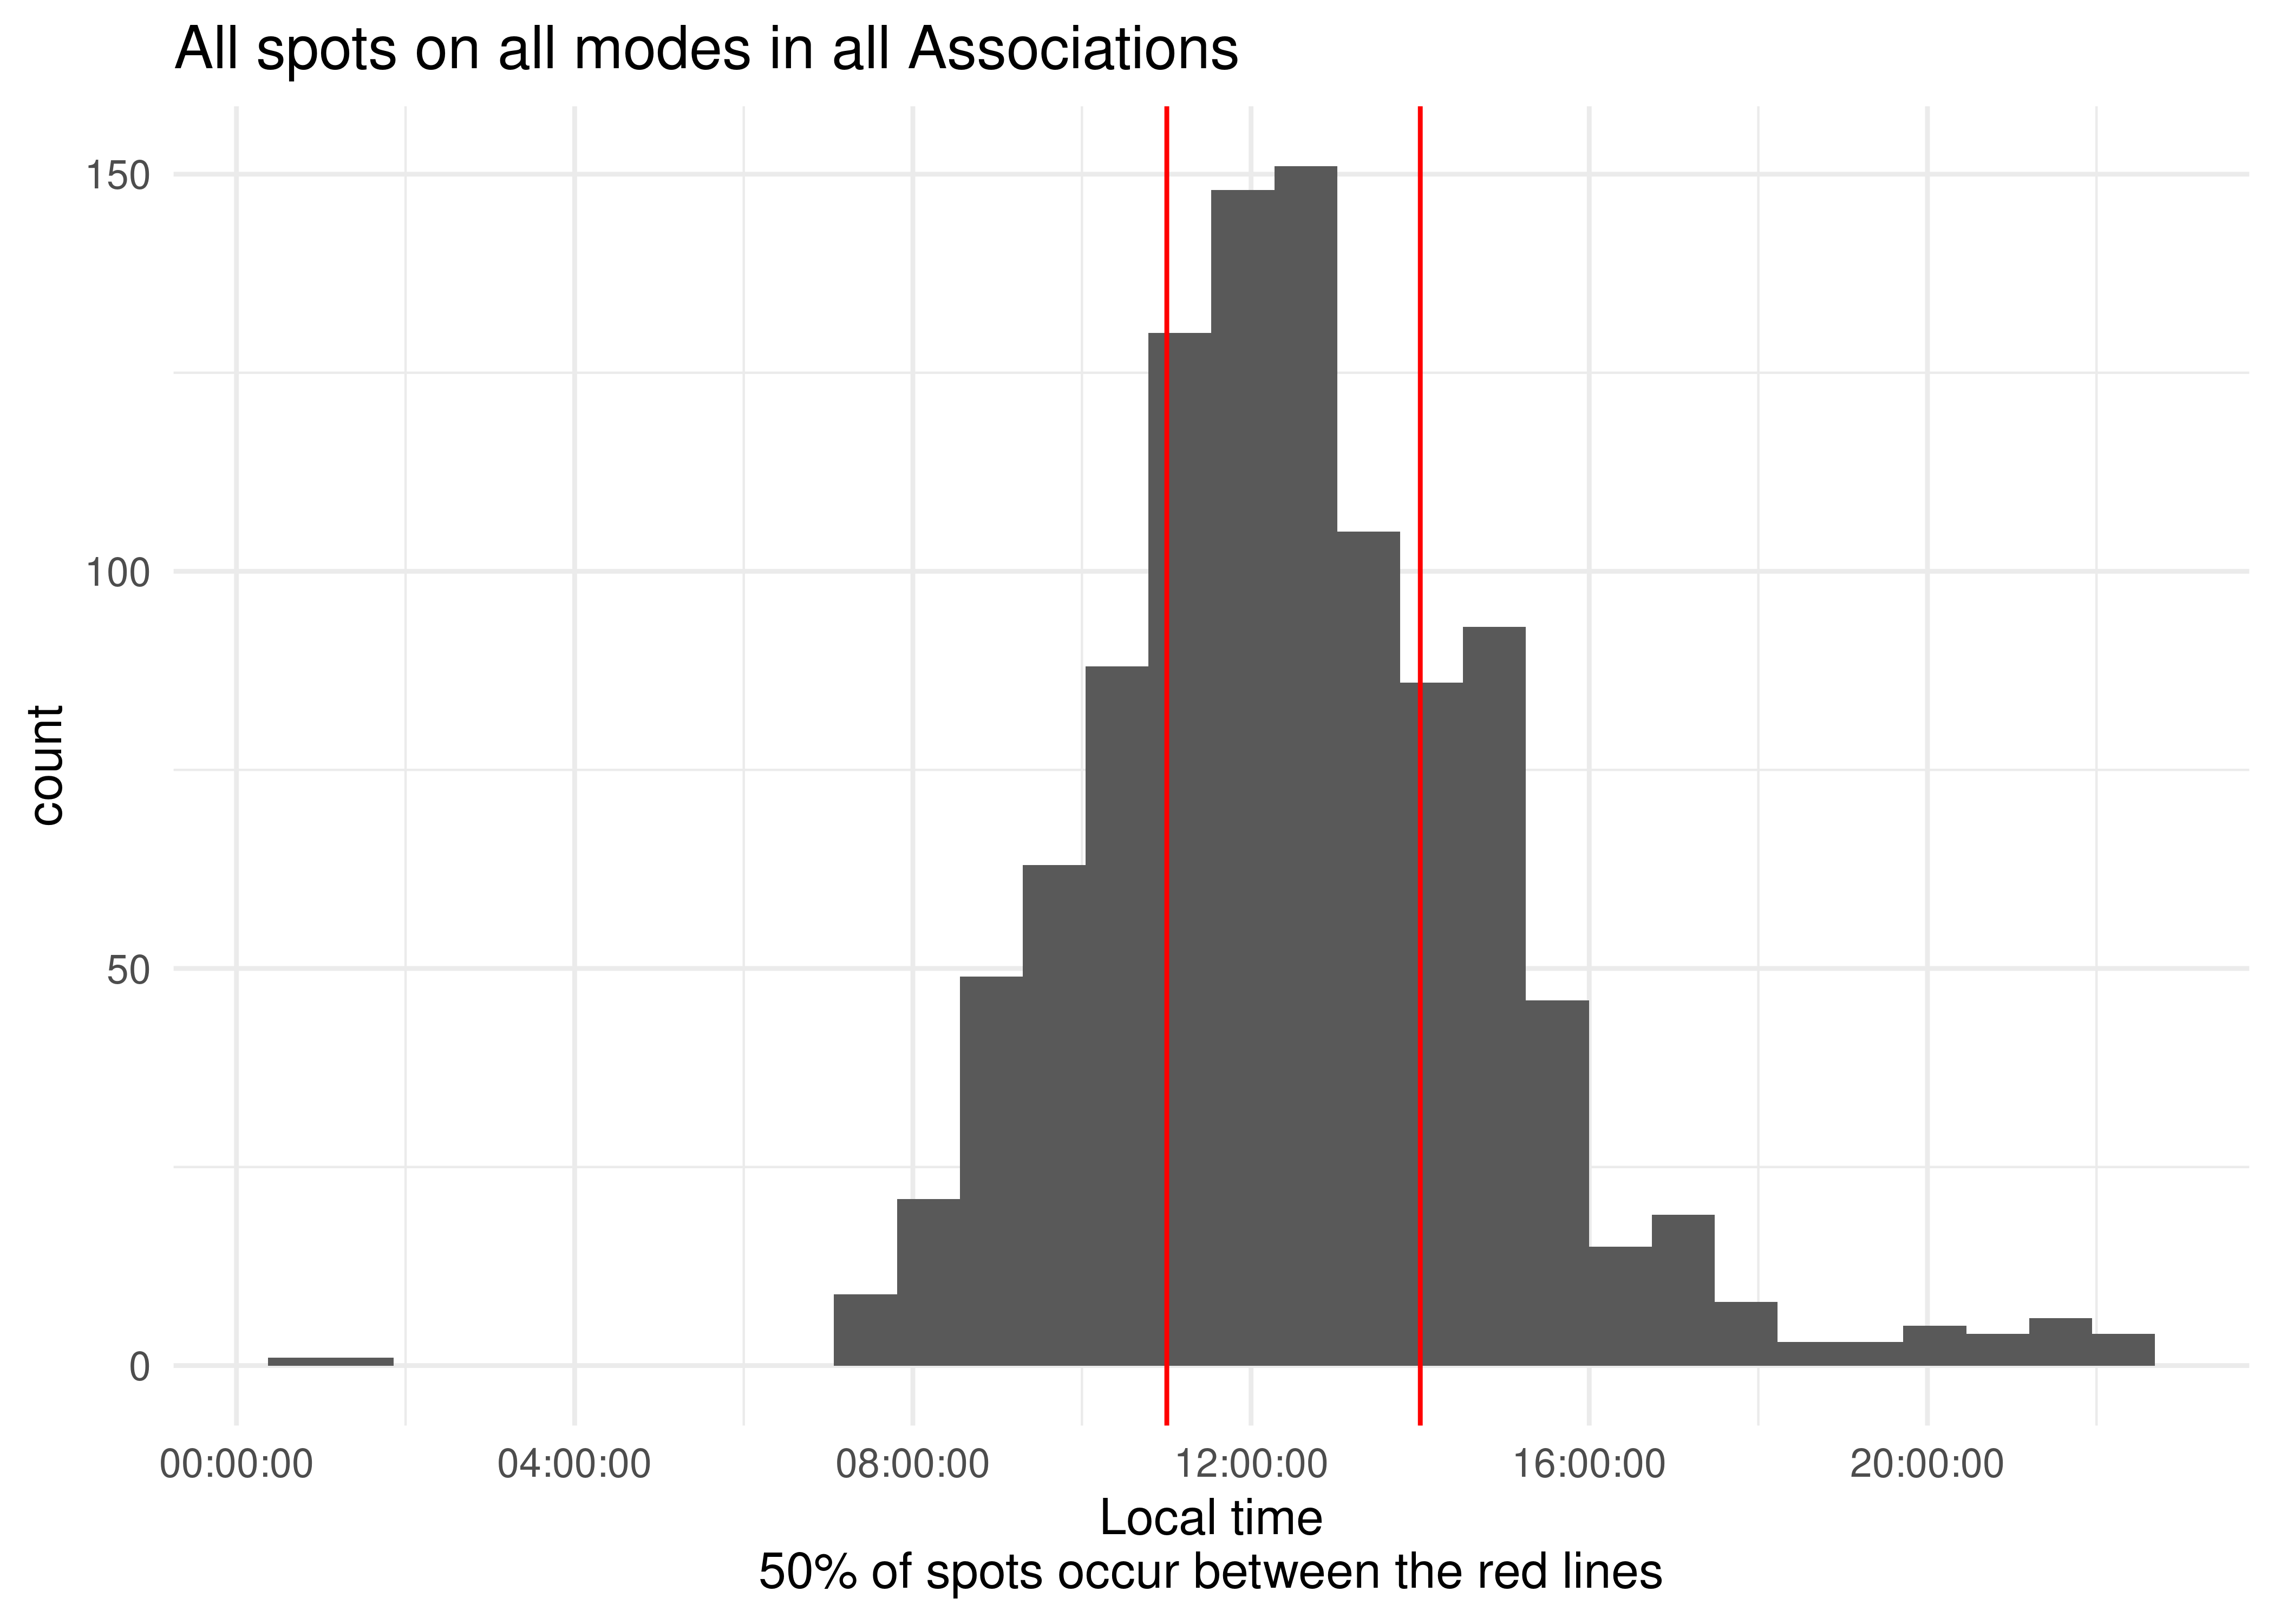 All spots on all modes in all Associations
count
150
100
50
0
00:00:00 04:00:00 08:00:00 12:00:00 16:00:00 20:00:00
Local time
50% of spots occur between the red lines